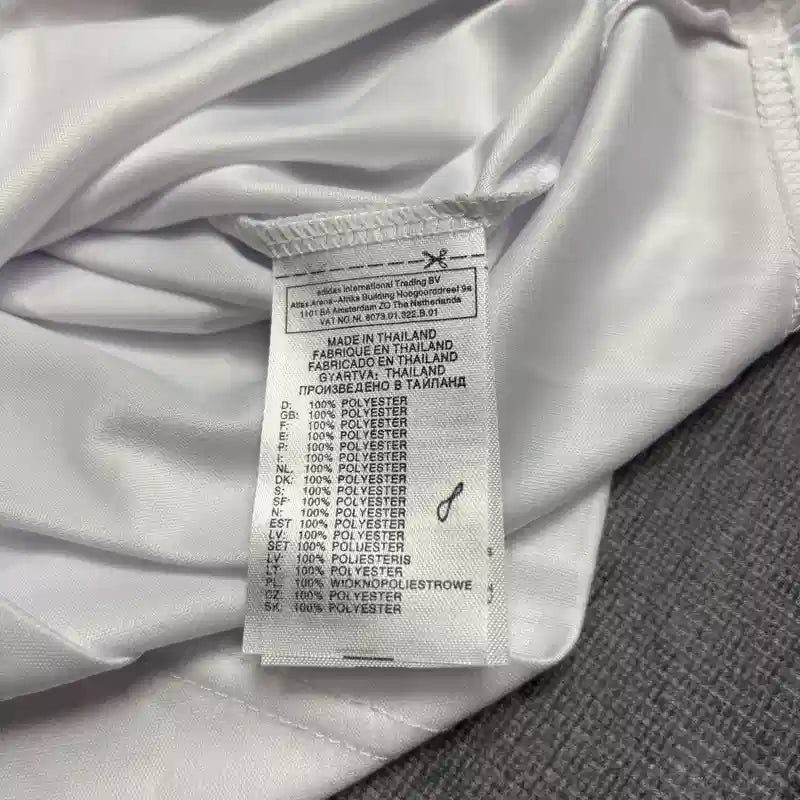 adidas International Trading BV
Atlas Arena-Afrika Building Hoogoorddreef 9a
1101 BA Amsterdam ZO The Netherlands
VAT NO. NL 8073.01.322.B.01
MADE IN THAILAND
FABRIQUE EN THAILAND
FABRICADO EN THAILAND
GYARTVA: THAILAND
ПРОИЗВЕДЕНО В ТАИЛАНД
D: 100% POLYESTER
GB: 100% POLYESTER
F: 100% POLYESTER
E: 100% POLYESTER
P: 100% POLYESTER
I: 100% POLYESTER
NL: 100% POLYESTER
DK: 100% POLYESTER
S: 100% POLYESTER
SF: 100% POLYESTER
N: 100% POLYESTER
EST 100% POLYESTER
LV: 100% POLYESTER
SET: 100% POLIUESTER
LV: 100% POLIESTERIS
LT: 100% POLYESTER
PL: 100% WIOKNOPOLIESTROWE
CZ: 100% POLYESTER
SK: 100% POLYESTER